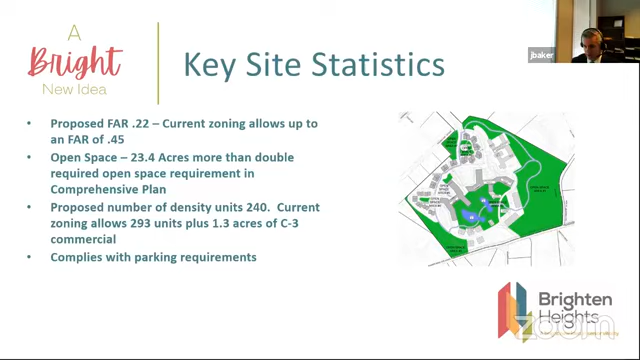 A
Bright
New Idea
Key Site Statistics
jbaker
• Proposed FAR .22 – Current zoning allows up to
an FAR of .45
• Open Space – 23.4 Acres more than double
required open space requirement in
Comprehensive Plan
• Proposed number of density units 240. Current
zoning allows 293 units plus 1.3 acres of C-3
commercial
• Complies with parking requirements
Brighten
Heights
zoom